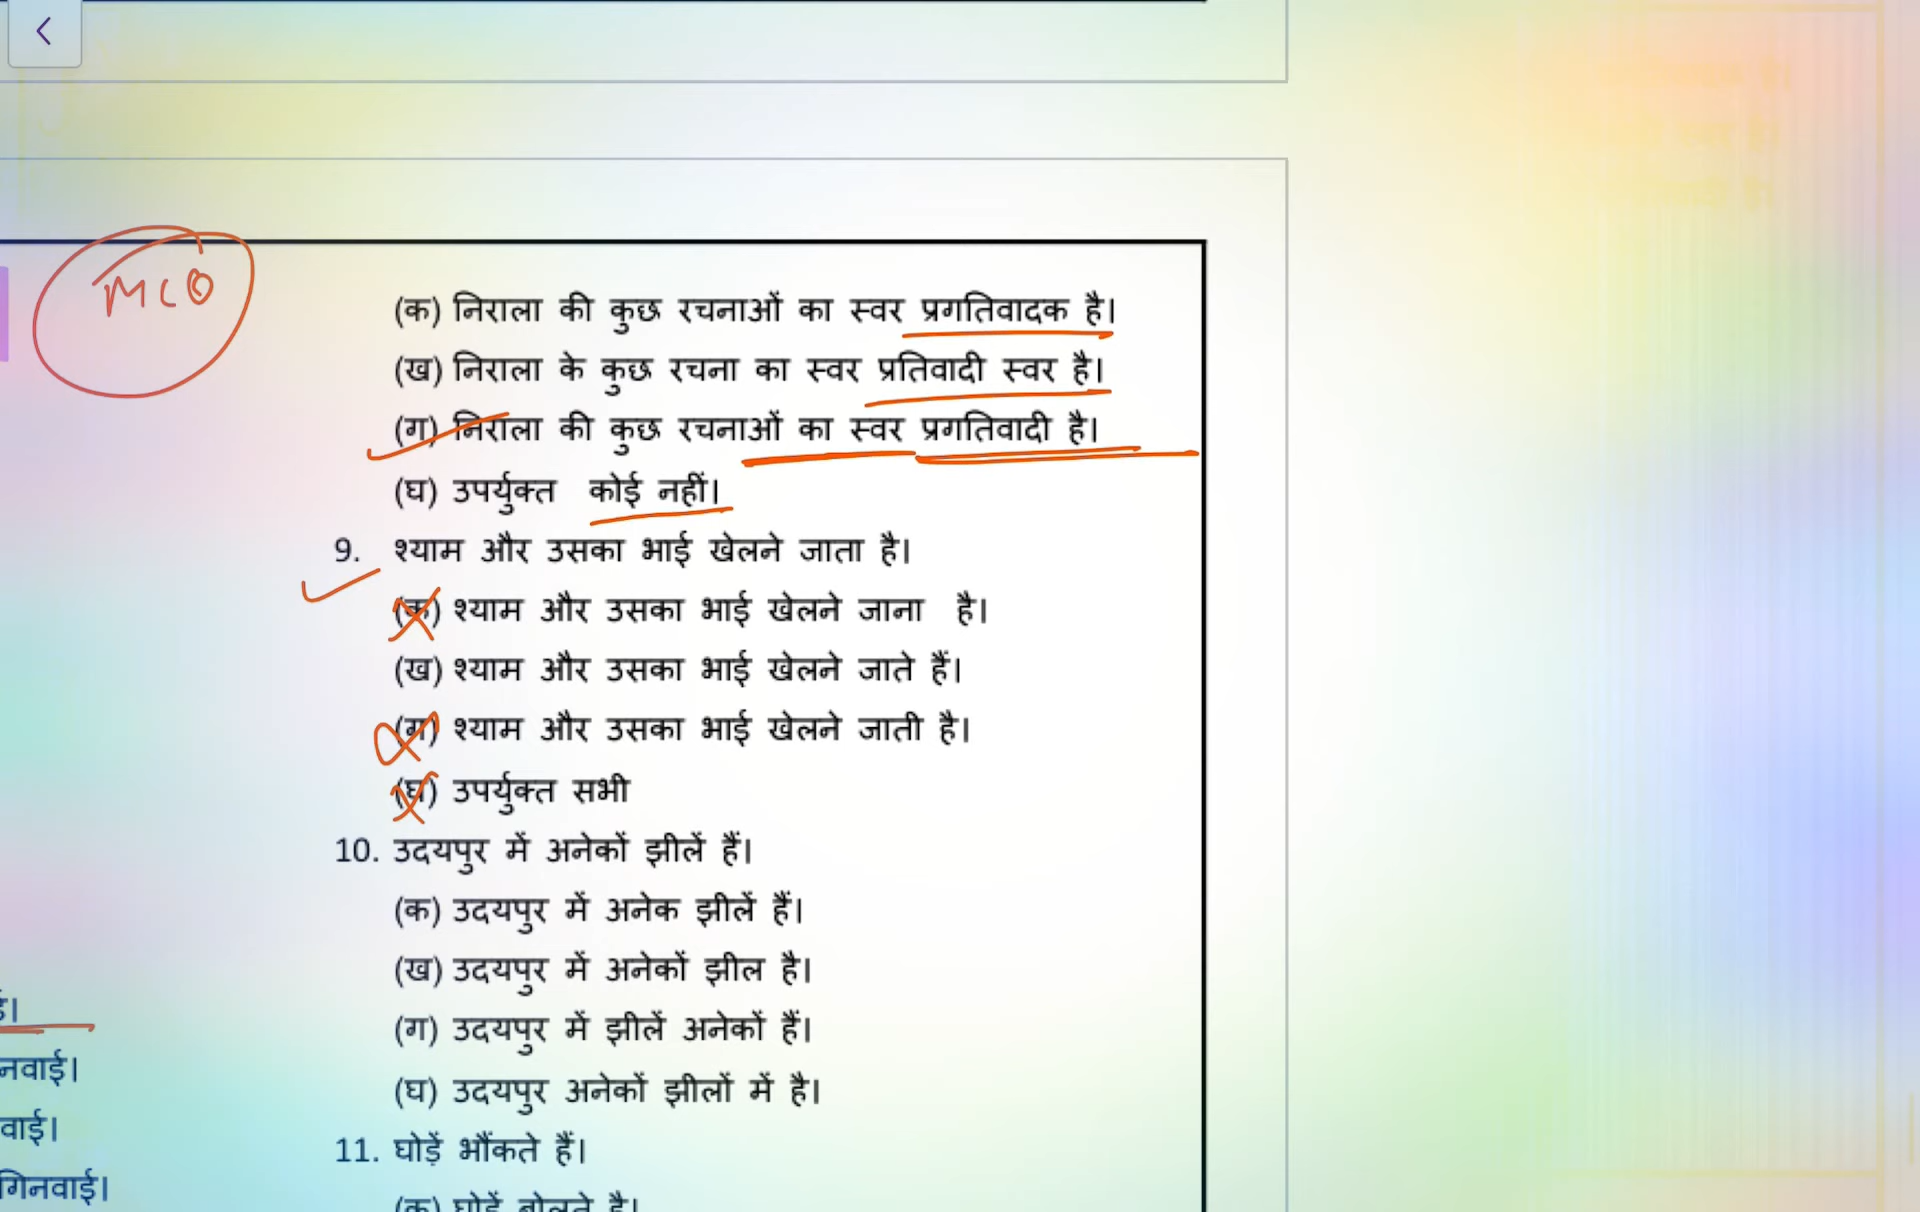 MCQ
(क) निराला की कुछ रचनाओं का स्वर प्रगतिवादक है।
(ख) निराला के कुछ रचना का स्वर प्रतिवादी स्वर है।
(ग) निराला की कुछ रचनाओं का स्वर प्रगतिवादी है।
(घ) उपर्युक्त कोई नहीं।
9. श्याम और उसका भाई खेलने जाता है।
(क) श्याम और उसका भाई खेलने जाना है।
(ख) श्याम और उसका भाई खेलने जाते हैं।
(ग) श्याम और उसका भाई खेलने जाती है।
(घ) उपर्युक्त सभी
10. उदयपुर में अनेकों झीलें हैं।
(क) उदयपुर में अनेक झीलें हैं।
(ख) उदयपुर में अनेकों झील है।
(ग) उदयपुर में झीलें अनेकों हैं।
(घ) उदयपुर अनेकों झीलों में है।
11. घोड़ें भौंकते हैं।
(क) घोड़ें बोलते है।
नवाई।
वाई।
गिनवाई।